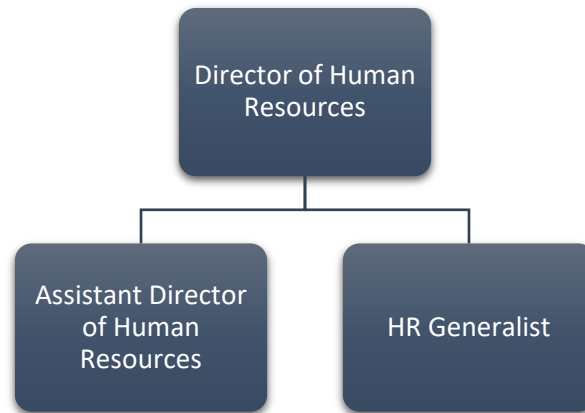 Director of Human
Resources
Assistant Director
of Human
Resources
HR Generalist